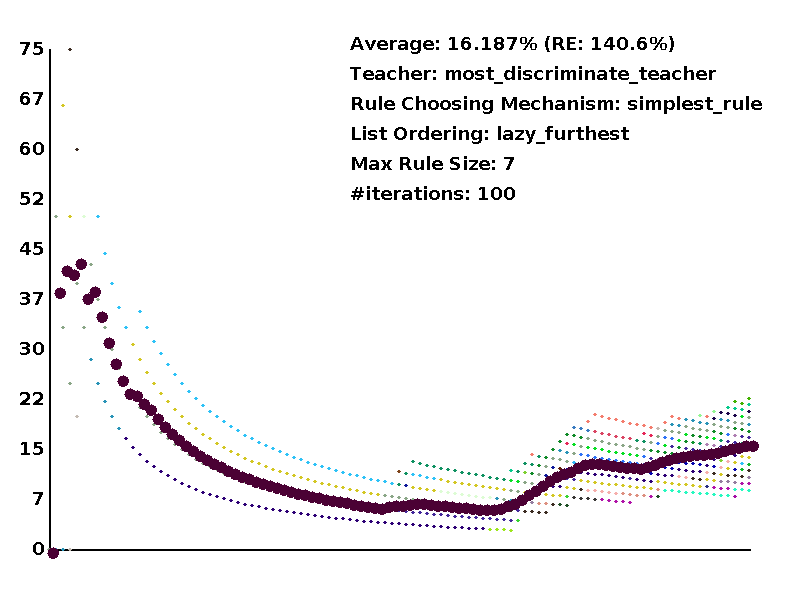 Average: 16.187% (RE: 140.6%)
Teacher: most_discriminate_teacher
Rule Choosing Mechanism: simplest_rule
List Ordering: lazy_furthest
Max Rule Size: 7
#iterations: 100
75
67
60
52
45
37
30
22
15
7
0